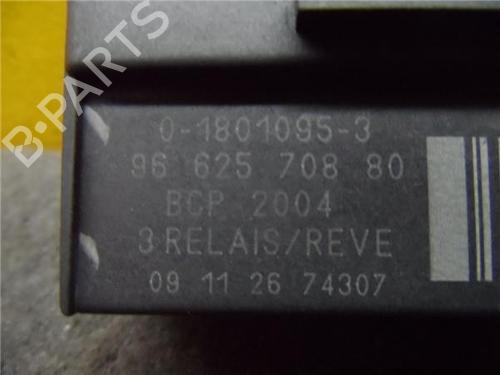 B-PARTS
0-1801095-3
96 625 708 80
BCP 2004
3 RELAIS/REVE
09 11 26 74307